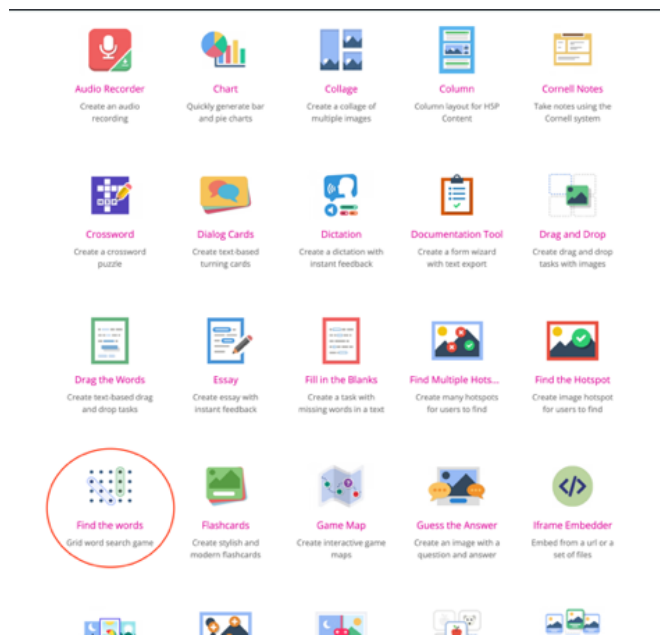 Audio Recorder
Create an audio
recording
Chart
Quickly generate bar
and pie charts
Collage
Create a collage of
multiple images
Column
Column layout for H5P
Content
Cornell Notes
Take notes using the
Cornell system
Crossword
Create a crossword
puzzle
Dialog Cards
Create text-based
turning cards
Dictation
Create a dictation with
instant feedback
Documentation Tool
Create a form wizard
with text export
Drag and Drop
Create drag and drop
tasks with images
Drag the Words
Create text-based drag
and drop tasks
Essay
Create essay with
instant feedback
Fill in the Blanks
Create a task with
missing words in a text
Find Multiple Hots...
Create many hotspots
for users to find
Find the Hotspot
Create image hotspot
for users to find
Find the words
Grid word search game
Flashcards
Create stylish and
modern flashcards
Game Map
Create interactive game
maps
Guess the Answer
Create an image with a
question and answer
Iframe Embedder
Embed from a url or a
set of files